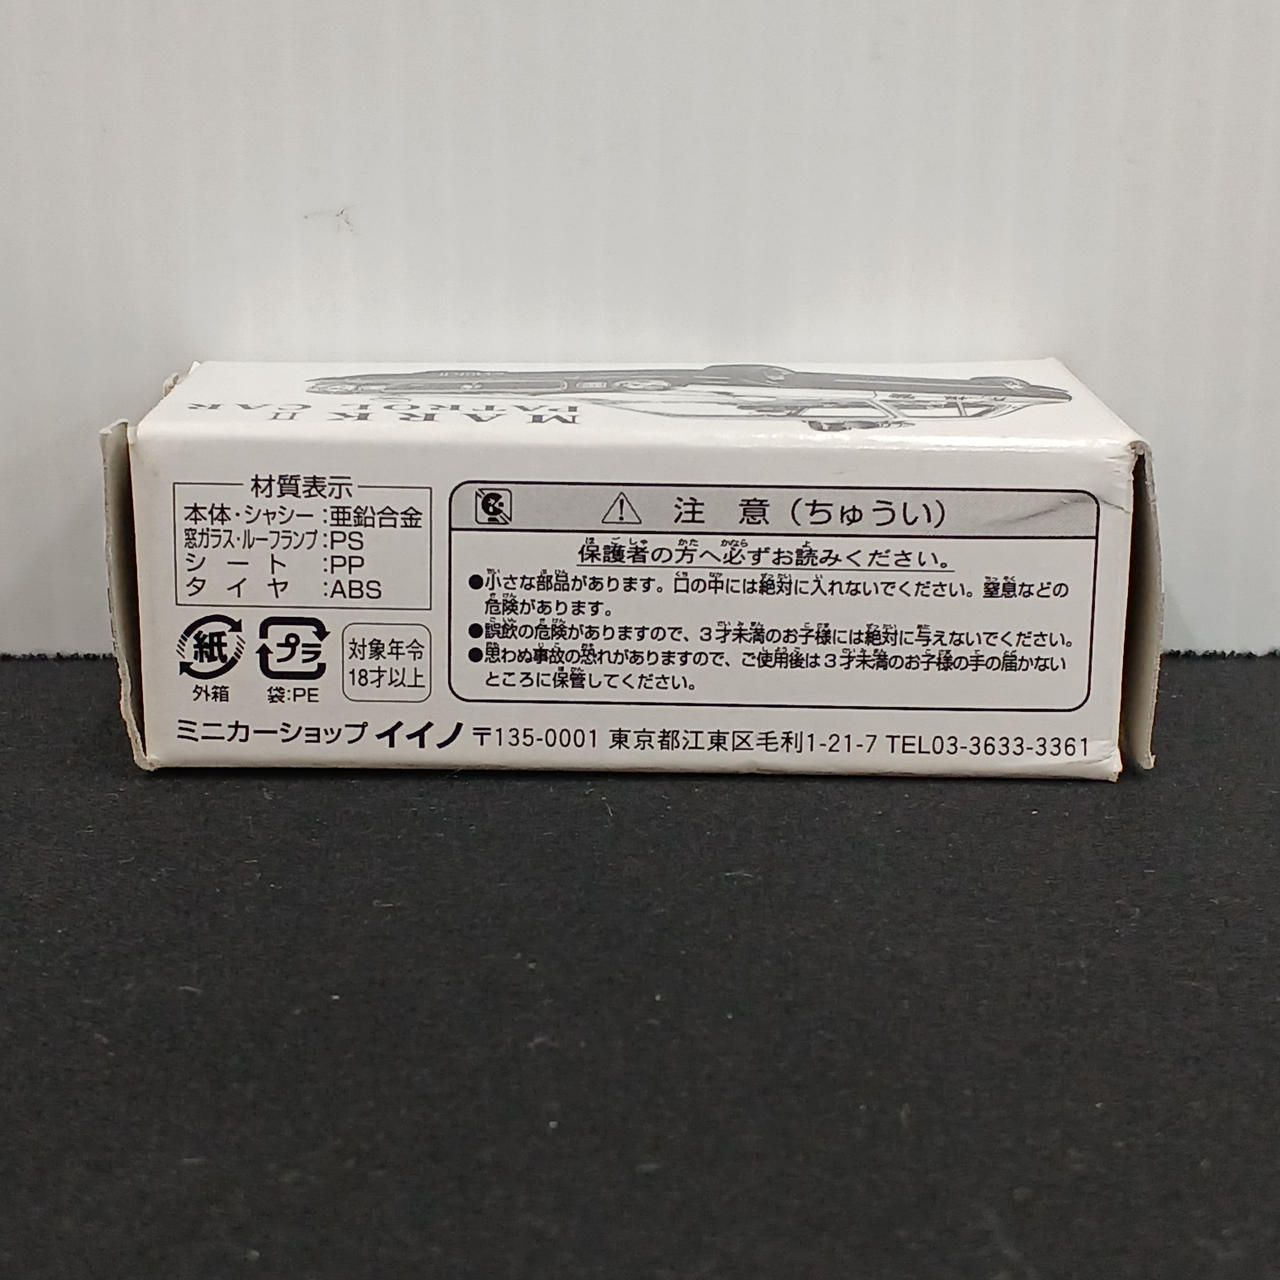 MARK II
PATROL CAR
材質表示
本体・シャシー:亜鉛合金
窓ガラス・ルーフランプ:PS
シート:PP
タイヤ:ABS
紙
外箱
プラ
袋:PE
対象年令
18才以上
注 意(ちゅうい)
保護者の方へ必ずお読みください。
●小さな部品があります。口の中には絶対に入れないでください。窒息などの
危険があります。
●誤飲の危険がありますので、3才未満のお子様には絶対に与えないでください。
●思わぬ事故の恐れがありますので、ご使用後は3才未満のお子様の手の届かない
ところに保管してください。
ミニカーショップ イイノ 〒135-0001 東京都江東区毛利1-21-7 TEL03-3633-3361